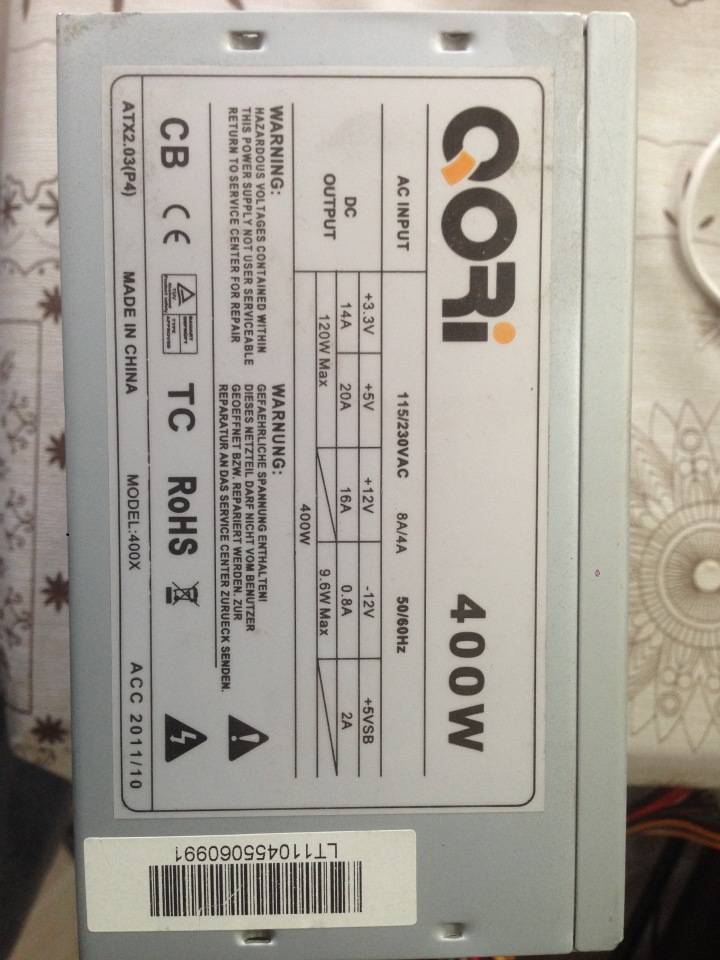 QORi
400W
AC INPUT 115/230VAC 8A/4A 50/60Hz
DC OUTPUT
+3.3V +5V +12V -12V +5VSB
14A 20A 16A 0.8A 2A
120W Max 9.6W Max
400W
WARNING:
HAZARDOUS VOLTAGES CONTAINED WITHIN
THIS POWER SUPPLY NOT USER SERVICEABLE
RETURN TO SERVICE CENTER FOR REPAIR
WARNUNG:
GEFAEHRLICHE SPANNUNG ENTHALTEN!
DIESES NETZTEIL DARF NICHT VOM BENUTZER
GEOEFFNET BZW. REPARIERT WERDEN. ZUR
REPARATUR AN DAS SERVICE CENTER ZURUECK SENDEN.
CB CE TC RoHS
ATX2.03(P4) MADE IN CHINA MODEL:400X ACC 2011/10
LT110455060991